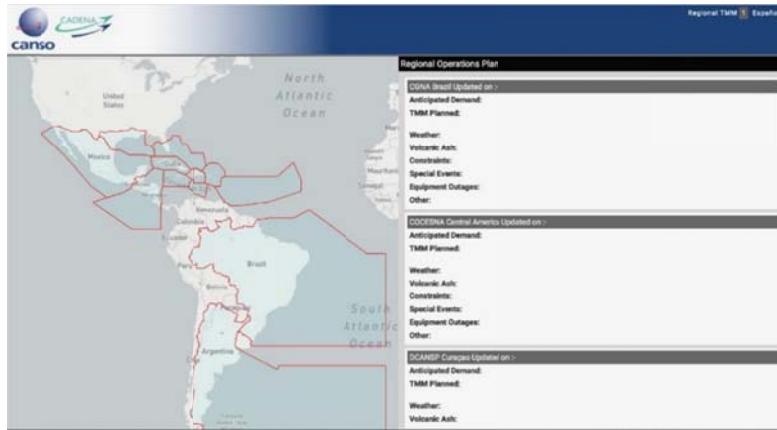 canso
CADENA
Regional TMM 1 Español
North
Atlantic
Ocean
United
States
Mexico
Cuba
Venezuela
Colombia
Ecuador
Peru
Brazil
Bolivia
Paraguay
Argentina
South
Atlantic
Ocean
Regional Operations Plan
CGNA Brazil Updated on :-
Anticipated Demand:
TMM Planned:
Weather:
Volcanic Ash:
Constraints:
Special Events:
Equipment Outages:
Other:
COCESNA Central America Updated on :-
Anticipated Demand:
TMM Planned:
Weather:
Volcanic Ash:
Constraints:
Special Events:
Equipment Outages:
Other:
DCANSP Curaçao Updated on :-
Anticipated Demand:
TMM Planned:
Weather:
Volcanic Ash: